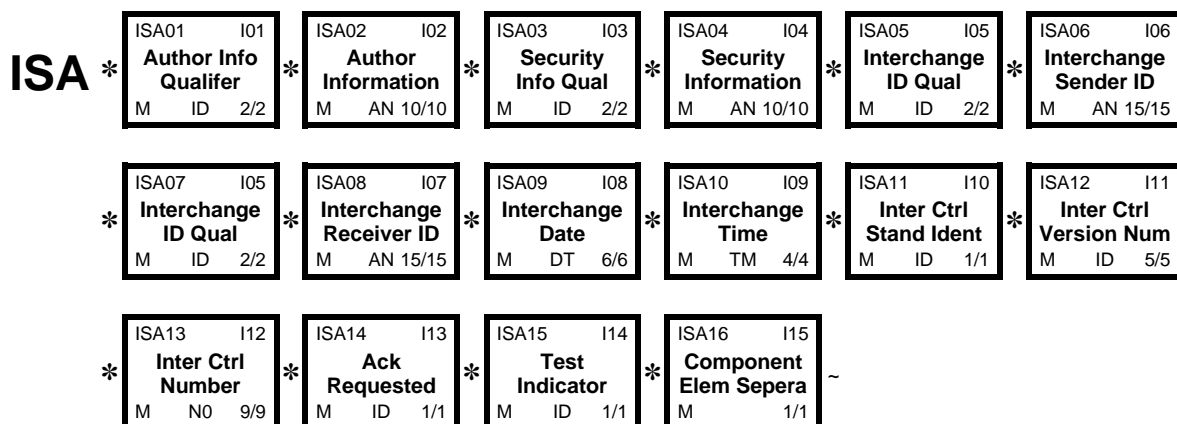 ISA * ISA01 I01 * ISA02 I02 * ISA03 I03 * ISA04 I04 * ISA05 I05 * ISA06 I06
Author Info Author Security Security Interchange Interchange
Qualifer Information Info Qual Information ID Qual Sender ID
M ID 2/2 M AN 10/10 M ID 2/2 M AN 10/10 M ID 2/2 M AN 15/15
* ISA07 I05 * ISA08 I07 * ISA09 I08 * ISA10 I09 * ISA11 I10 * ISA12 I11
Interchange Interchange Interchange Interchange Inter Ctrl Inter Ctrl
ID Qual Receiver ID Date Time Stand Ident Version Num
M ID 2/2 M AN 15/15 M DT 6/6 M TM 4/4 M ID 1/1 M ID 5/5
* ISA13 I12 * ISA14 I13 * ISA15 I14 * ISA16 I15 ~
Inter Ctrl Ack Test Component
Number Requested Indicator Elem Sepera
M N0 9/9 M ID 1/1 M ID 1/1 M 1/1